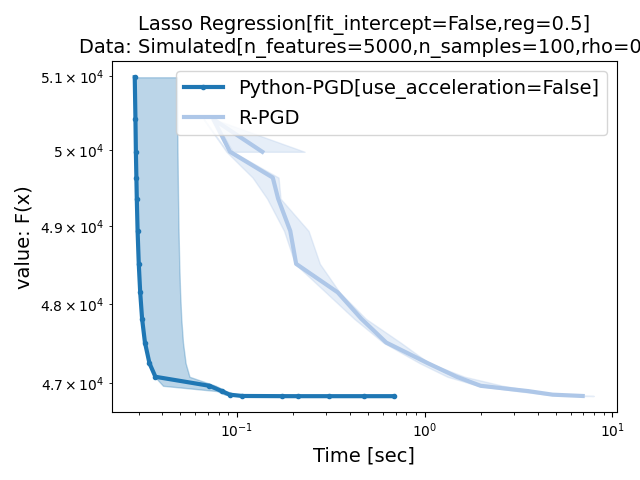 Lasso Regression[fit_intercept=False,reg=0.5]
Data: Simulated[n_features=5000,n_samples=100,rho=0
Python-PGD[use_acceleration=False]
R-PGD
value: F(x)
5.1 × 10⁴
5 × 10⁴
4.9 × 10⁴
4.8 × 10⁴
4.7 × 10⁴
10⁻¹
10⁰
10¹
Time [sec]